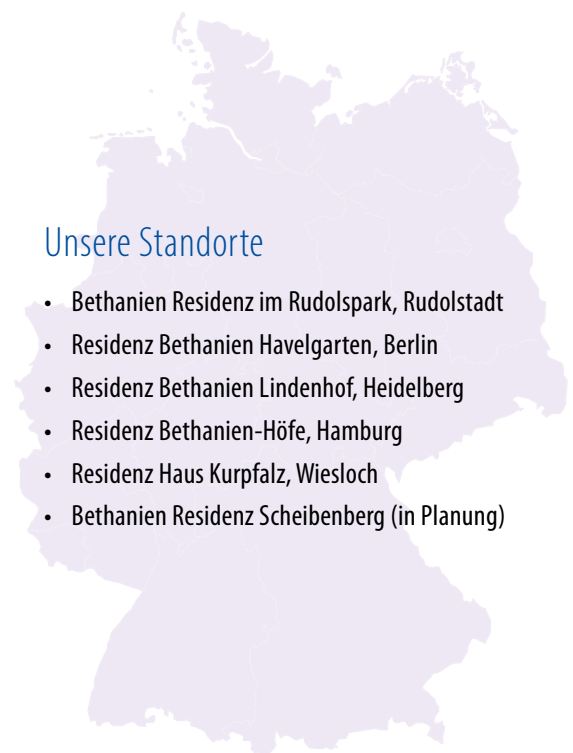 Unsere Standorte
• Bethanien Residenz im Rudolspark, Rudolstadt
• Residenz Bethanien Havelgarten, Berlin
• Residenz Bethanien Lindenhof, Heidelberg
• Residenz Bethanien-Höfe, Hamburg
• Residenz Haus Kurpfalz, Wiesloch
• Bethanien Residenz Scheibenberg (in Planung)